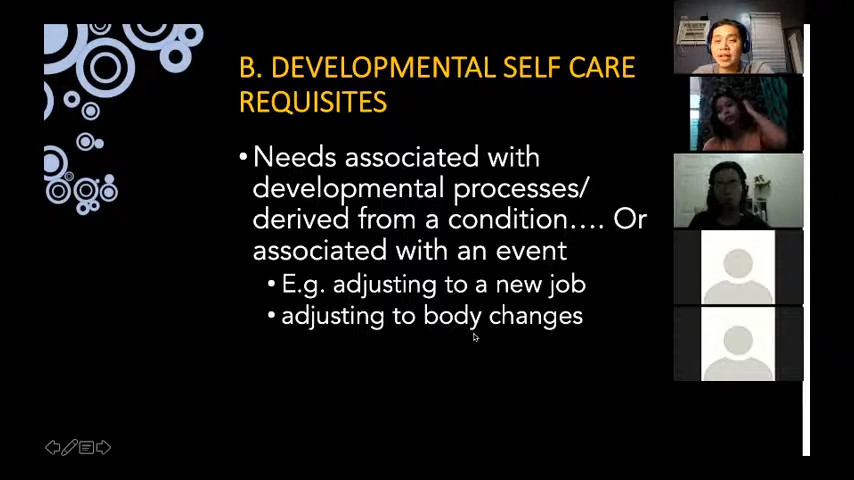 B. DEVELOPMENTAL SELF CARE
REQUISITES
• Needs associated with
developmental processes/
derived from a condition…. Or
associated with an event
• E.g. adjusting to a new job
• adjusting to body changes